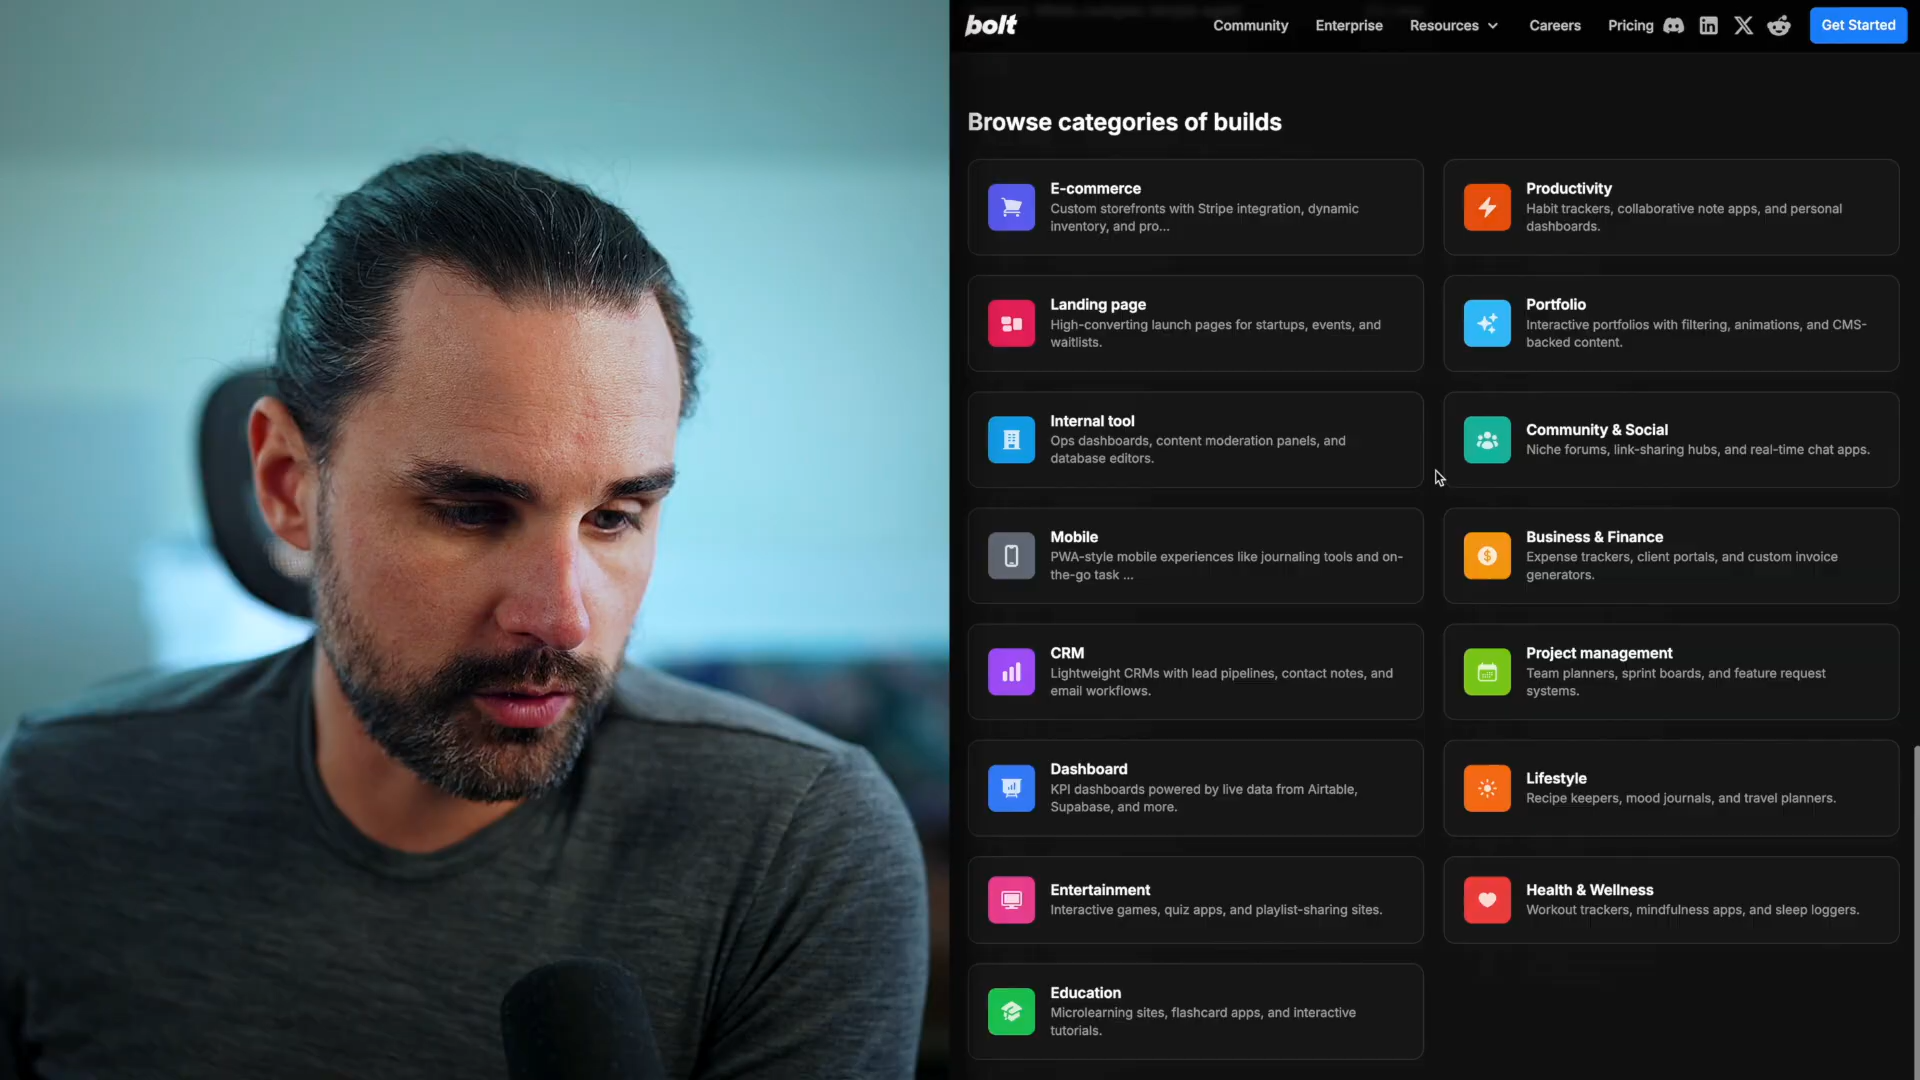 bolt
Community
Enterprise
Resources
Careers
Pricing
Get Started
Browse categories of builds
E-commerce
Custom storefronts with Stripe integration, dynamic
inventory, and pro...
Productivity
Habit trackers, collaborative note apps, and personal
dashboards.
Landing page
High-converting launch pages for startups, events, and
waitlists.
Portfolio
Interactive portfolios with filtering, animations, and CMS-
backed content.
Internal tool
Ops dashboards, content moderation panels, and
database editors.
Community & Social
Niche forums, link-sharing hubs, and real-time chat apps.
Mobile
PWA-style mobile experiences like journaling tools and on-
the-go task ...
Business & Finance
Expense trackers, client portals, and custom invoice
generators.
CRM
Lightweight CRMs with lead pipelines, contact notes, and
email workflows.
Project management
Team planners, sprint boards, and feature request
systems.
Dashboard
KPI dashboards powered by live data from Airtable,
Supabase, and more.
Lifestyle
Recipe keepers, mood journals, and travel planners.
Entertainment
Interactive games, quiz apps, and playlist-sharing sites.
Health & Wellness
Workout trackers, mindfulness apps, and sleep loggers.
Education
Microlearning sites, flashcard apps, and interactive
tutorials.